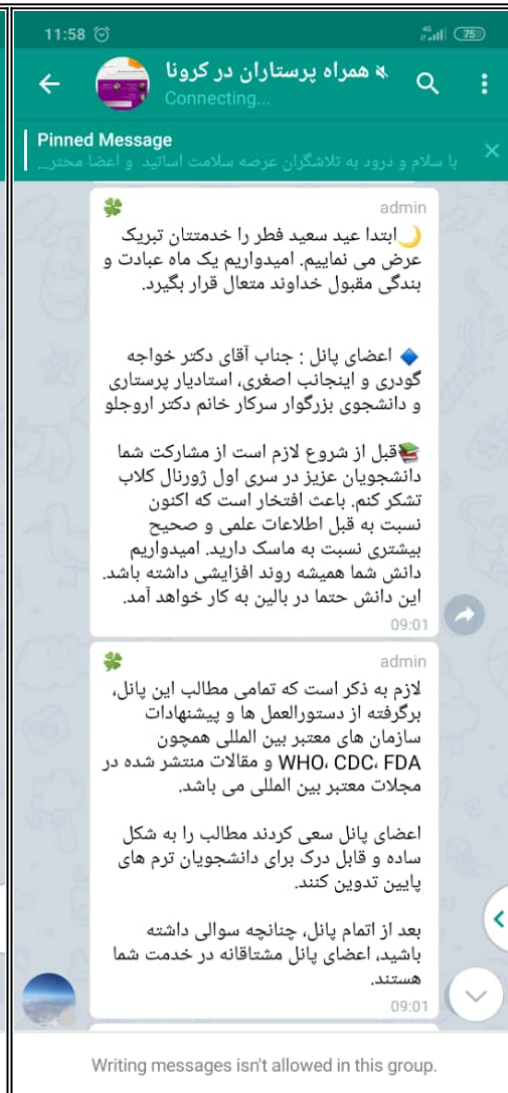 11:58
75
همراه پرستاران در کرونا
Connecting...
Pinned Message
با سلام و درود به تلاشگران عرصه سلامت اساتید و اعضا محتر...
admin
🌙ابتدا عید سعید فطر را خدمتتان تبریک
عرض می نماییم. امیدواریم یک ماه عبادت و
بندگی مقبول خداوند متعال قرار بگیرد.
🔷 اعضای پانل : جناب آقای دکتر خواجه
گودری و اینجانب اصغری، استادیار پرستاری
و دانشجوی بزرگوار سرکار خانم دکتر اروجلو
📚قبل از شروع لازم است از مشارکت شما
دانشجویان عزیز در سری اول ژورنال کلاب
تشکر کنم. باعث افتخار است که اکنون
نسبت به قبل اطلاعات علمی و صحیح
بیشتری نسبت به ماسک دارید. امیدواریم
دانش شما همیشه روند افزایشی داشته باشد.
این دانش حتما در بالین به کار خواهد آمد.
09:01
admin
لازم به ذکر است که تمامی مطالب این پانل،
برگرفته از دستورالعمل ها و پیشنهادات
سازمان های معتبر بین المللی همچون
WHO، CDC، FDA و مقالات منتشر شده در
مجلات معتبر بین المللی می باشد.
اعضای پانل سعی کردند مطالب را به شکل
ساده و قابل درک برای دانشجویان ترم های
پایین تدوین کنند.
بعد از اتمام پانل، چنانچه سوالی داشته
باشید، اعضای پانل مشتاقانه در خدمت شما
هستند.
09:01
Writing messages isn't allowed in this group.